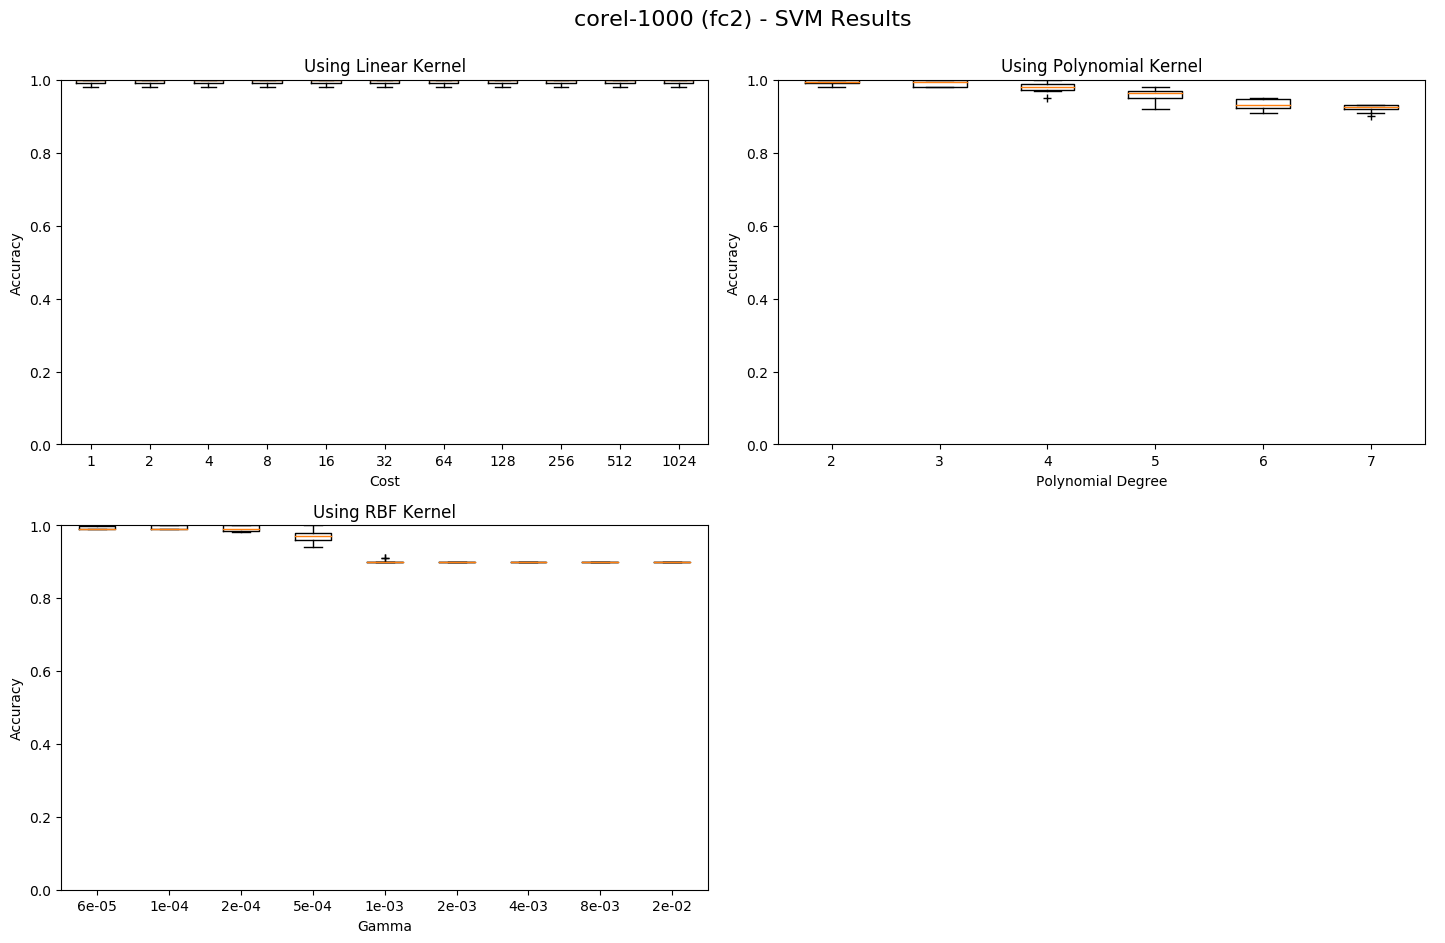 corel-1000 (fc2) - SVM Results
Using Linear Kernel
1.0
0.8
0.6
0.4
0.2
0.0
Accuracy
1 2 4 8 16 32 64 128 256 512 1024
Cost
Using Polynomial Kernel
1.0
0.8
0.6
0.4
0.2
0.0
Accuracy
2 3 4 5 6 7
Polynomial Degree
Using RBF Kernel
1.0
0.8
0.6
0.4
0.2
0.0
Accuracy
6e-05 1e-04 2e-04 5e-04 1e-03 2e-03 4e-03 8e-03 2e-02
Gamma